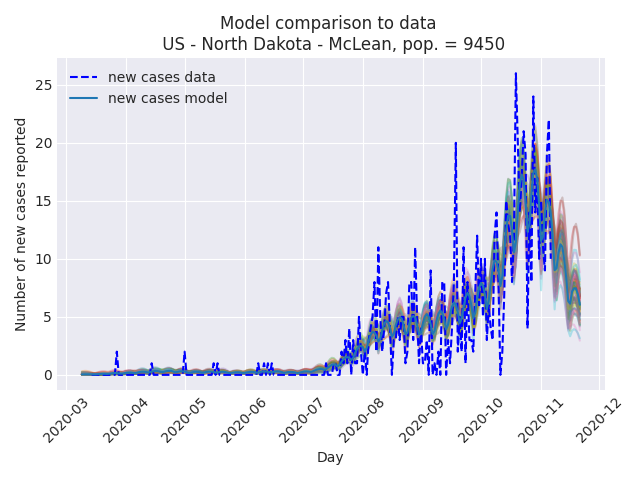 Model comparison to data
US - North Dakota - McLean, pop. = 9450
new cases data
new cases model
Number of new cases reported
25
20
15
10
5
0
2020-03
2020-04
2020-05
2020-06
2020-07
2020-08
2020-09
2020-10
2020-11
2020-12
Day